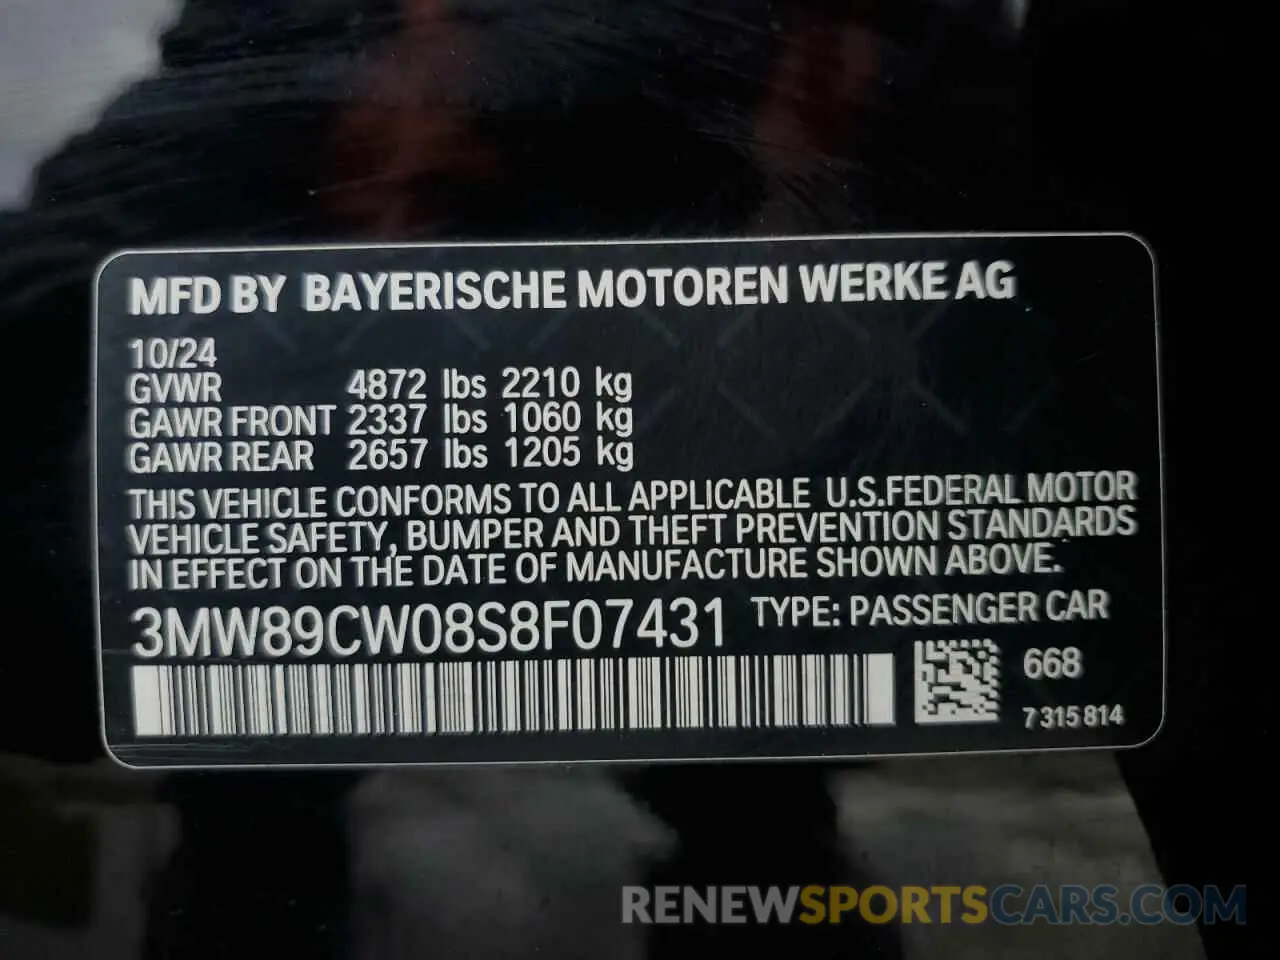 MFD BY BAYERISCHE MOTOREN WERKE AG
10/24
GVWR 4872 lbs 2210 kg
GAWR FRONT 2337 lbs 1060 kg
GAWR REAR 2657 lbs 1205 kg
THIS VEHICLE CONFORMS TO ALL APPLICABLE U.S.FEDERAL MOTOR
VEHICLE SAFETY, BUMPER AND THEFT PREVENTION STANDARDS
IN EFFECT ON THE DATE OF MANUFACTURE SHOWN ABOVE.
3MW89CW08S8F07431 TYPE: PASSENGER CAR
668
7 315 814
RENEWSPORTSCARS.COM